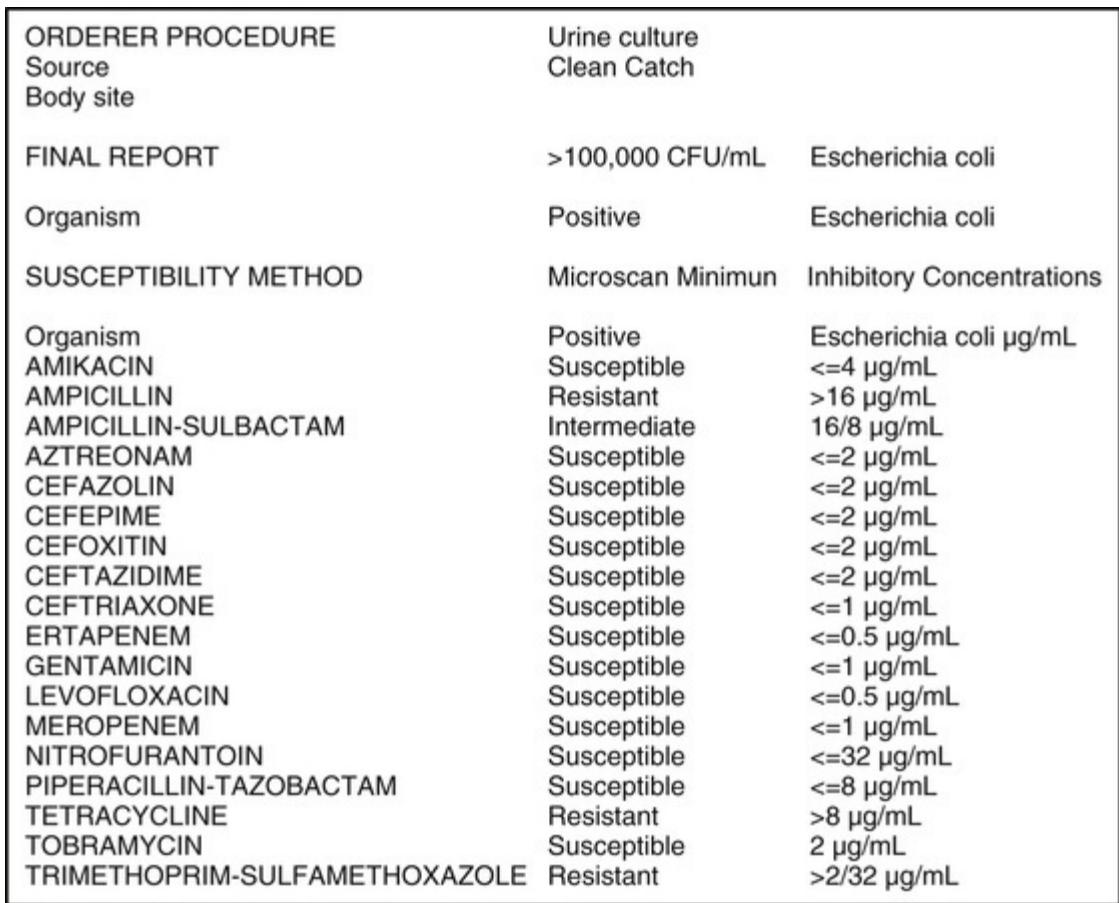 ORDERER PROCEDURE Urine culture
Source Clean Catch
Body site
FINAL REPORT >100,000 CFU/mL Escherichia coli
Organism Positive Escherichia coli
SUSCEPTIBILITY METHOD Microscan Minimun Inhibitory Concentrations
Organism Positive Escherichia coli µg/mL
AMIKACIN Susceptible <=4 µg/mL
AMPICILLIN Resistant >16 µg/mL
AMPICILLIN-SULBACTAM Intermediate 16/8 µg/mL
AZTREONAM Susceptible <=2 µg/mL
CEFAZOLIN Susceptible <=2 µg/mL
CEFEPIME Susceptible <=2 µg/mL
CEFOXITIN Susceptible <=2 µg/mL
CEFTAZIDIME Susceptible <=2 µg/mL
CEFTRIAXONE Susceptible <=1 µg/mL
ERTAPENEM Susceptible <=0.5 µg/mL
GENTAMICIN Susceptible <=1 µg/mL
LEVOFLOXACIN Susceptible <=0.5 µg/mL
MEROPENEM Susceptible <=1 µg/mL
NITROFURANTOIN Susceptible <=32 µg/mL
PIPERACILLIN-TAZOBACTAM Susceptible <=8 µg/mL
TETRACYCLINE Resistant >8 µg/mL
TOBRAMYCIN Susceptible 2 µg/mL
TRIMETHOPRIM-SULFAMETHOXAZOLE Resistant >2/32 µg/mL